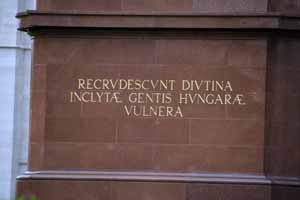 RECRVDESCVNT DIVTINA
INCLYTÆ GENTIS HVNGARÆ
VVLNERA